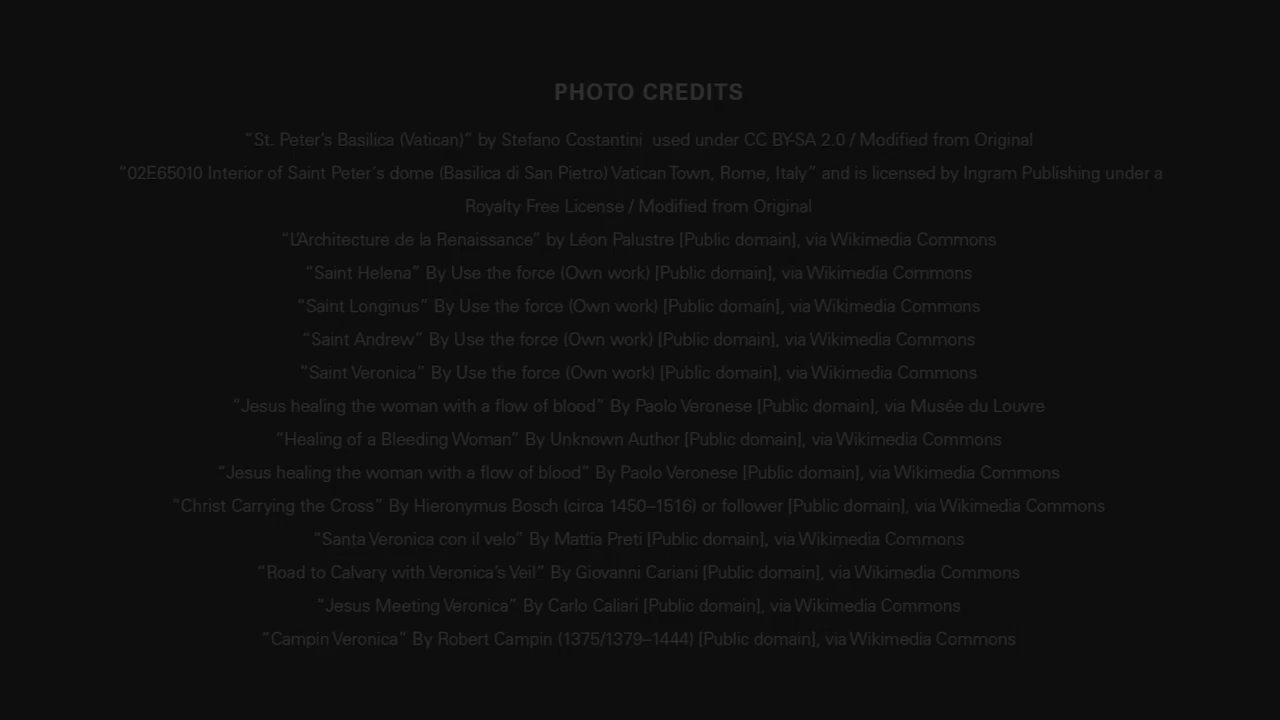 PHOTO CREDITS
“St. Peter’s Basilica (Vatican)” by Stefano Costantini used under CC BY-SA 2.0 / Modified from Original
“02E65010 Interior of Saint Peter´s dome (Basilica di San Pietro) Vatican Town, Rome, Italy” and is licensed by Ingram Publishing under a
Royalty Free License / Modified from Original
“L’Architecture de la Renaissance” by Léon Palustre [Public domain], via Wikimedia Commons
“Saint Helena” By Use the force (Own work) [Public domain], via Wikimedia Commons
“Saint Longinus” By Use the force (Own work) [Public domain], via Wikimedia Commons
“Saint Andrew” By Use the force (Own work) [Public domain], via Wikimedia Commons
“Saint Veronica” By Use the force (Own work) [Public domain], via Wikimedia Commons
“Jesus healing the woman with a flow of blood” By Paolo Veronese [Public domain], via Musée du Louvre
“Healing of a Bleeding Woman” By Unknown Author [Public domain], via Wikimedia Commons
“Jesus healing the woman with a flow of blood” By Paolo Veronese [Public domain], via Wikimedia Commons
“Christ Carrying the Cross” By Hieronymus Bosch (circa 1450–1516) or follower [Public domain], via Wikimedia Commons
“Santa Veronica con il velo” By Mattia Preti [Public domain], via Wikimedia Commons
“Road to Calvary with Veronica’s Veil” By Giovanni Cariani [Public domain], via Wikimedia Commons
“Jesus Meeting Veronica” By Carlo Caliari [Public domain], via Wikimedia Commons
“Campin Veronica” By Robert Campin (1375/1379–1444) [Public domain], via Wikimedia Commons